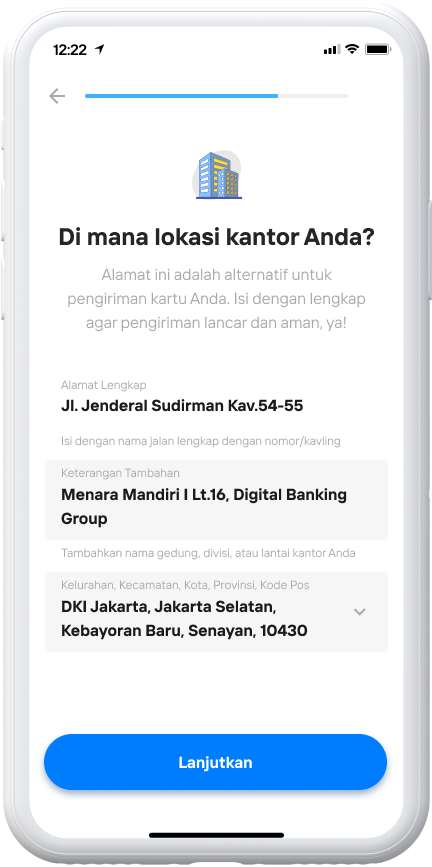 12:22
Di mana lokasi kantor Anda?
Alamat ini adalah alternatif untuk
pengiriman kartu Anda. Isi dengan lengkap
agar pengiriman lancar dan aman, ya!
Alamat Lengkap
Jl. Jenderal Sudirman Kav.54-55
Isi dengan nama jalan lengkap dengan nomor/kavling
Keterangan Tambahan
Menara Mandiri I Lt.16, Digital Banking
Group
Tambahkan nama gedung, divisi, atau lantai kantor Anda
Kelurahan, Kecamatan, Kota, Provinsi, Kode Pos
DKI Jakarta, Jakarta Selatan,
Kebayoran Baru, Senayan, 10430
Lanjutkan